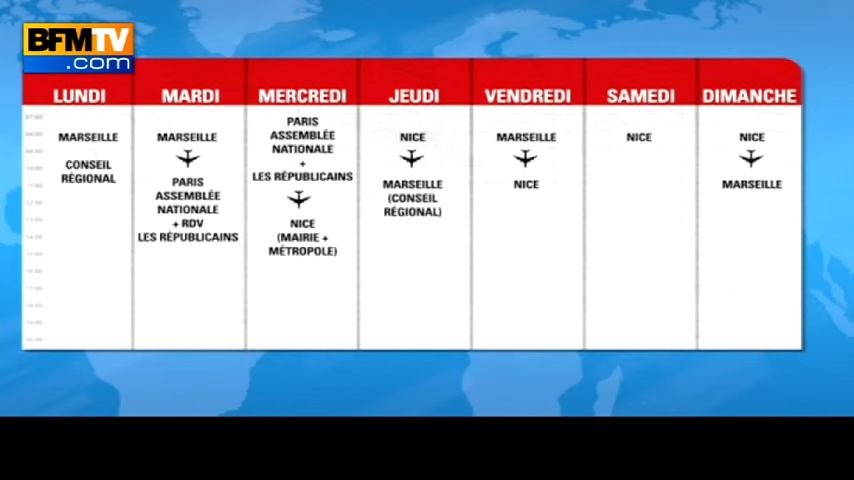 BFMTV
.com
LUNDI
MARDI
MERCREDI
JEUDI
VENDREDI
SAMEDI
DIMANCHE
MARSEILLE
CONSEIL
RÉGIONAL
MARSEILLE
PARIS
ASSEMBLÉE
NATIONALE
+ RDV
LES RÉPUBLICAINS
PARIS
ASSEMBLÉE
NATIONALE
+
LES RÉPUBLICAINS
NICE
(MAIRIE +
MÉTROPOLE)
NICE
MARSEILLE
(CONSEIL
RÉGIONAL)
MARSEILLE
NICE
NICE
NICE
MARSEILLE